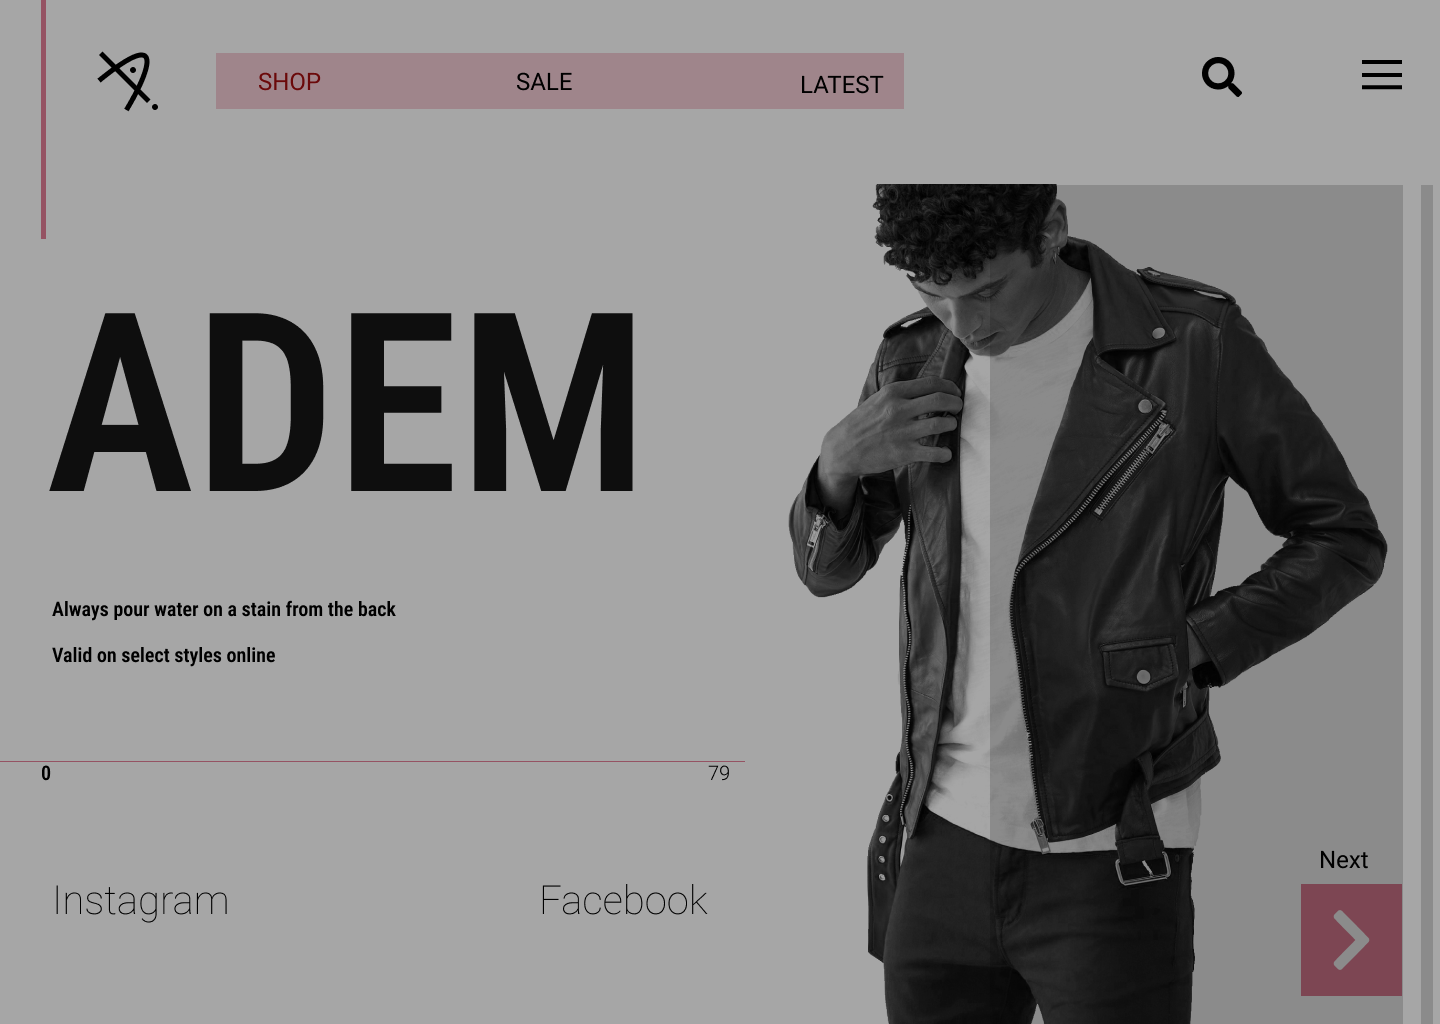 SHOP
SALE
LATEST
ADEM
Always pour water on a stain from the back
Valid on select styles online
0
79
Instagram
Facebook
Next